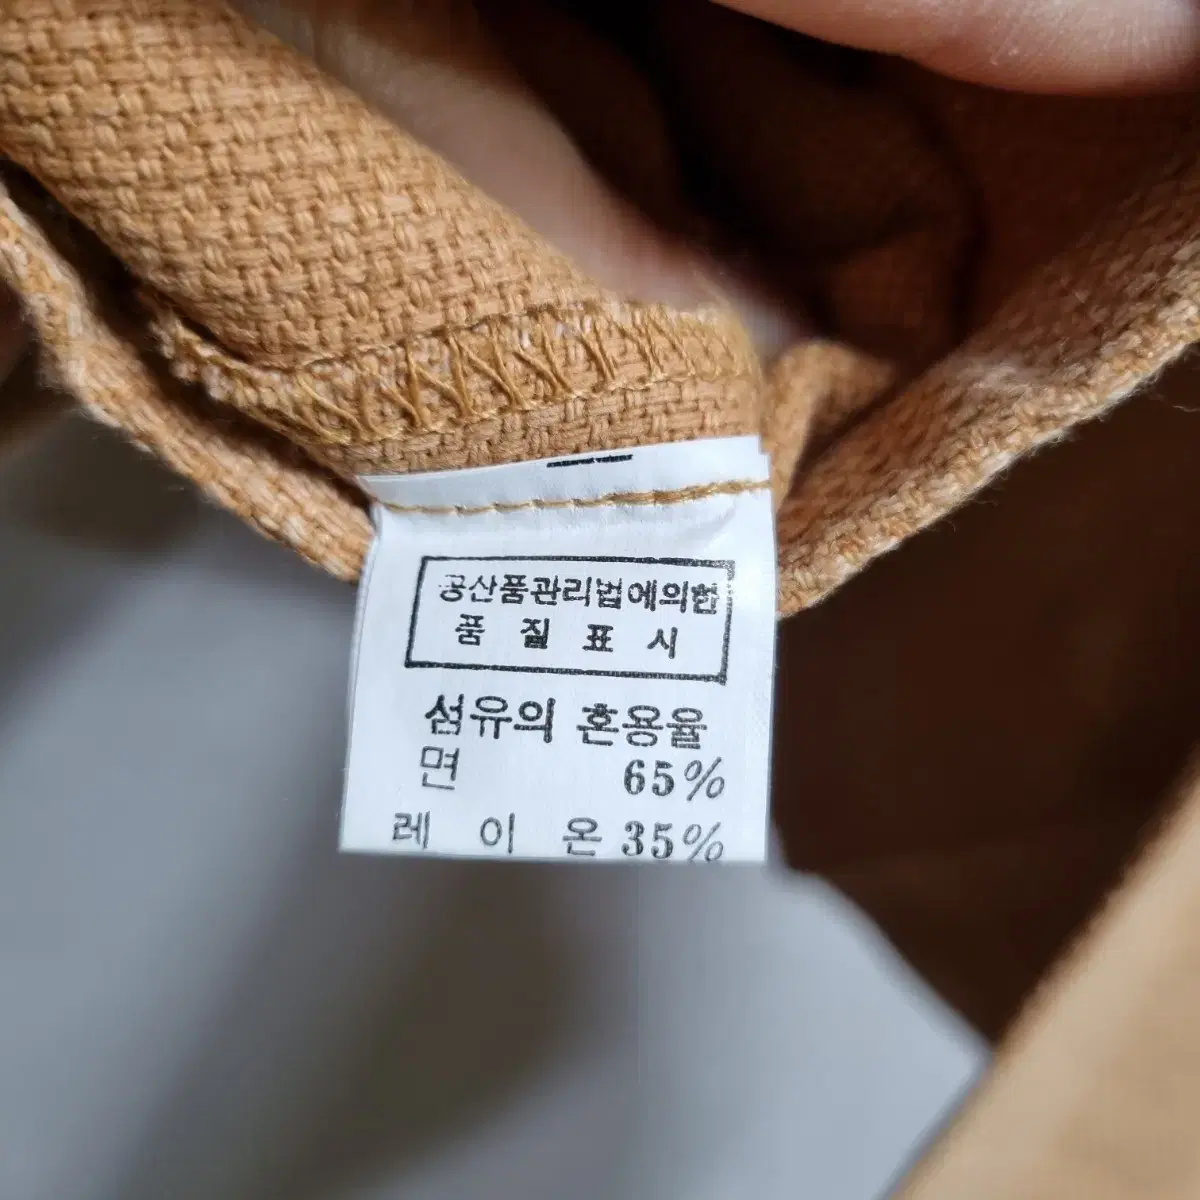 공산품관리법에의한
품 질 표 시
섬유의 혼용율
면 65%
레 이 온 35%